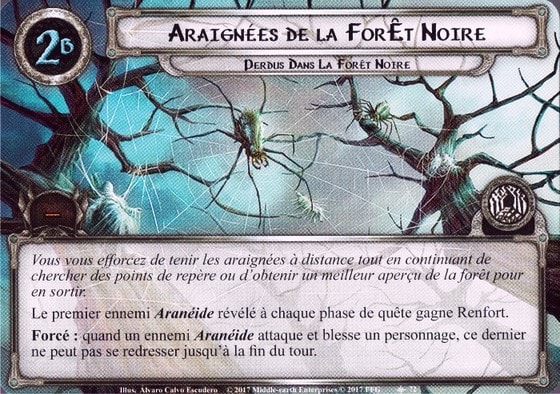 2B
ARAIGNÉES DE LA FORÊT NOIRE
PERDUS DANS LA FORÊT NOIRE
–
Vous vous efforcez de tenir les araignées à distance tout en continuant de
chercher des points de repère ou d'obtenir un meilleur aperçu de la forêt pour
en sortir.
Le premier ennemi Aranéide révélé à chaque phase de quête gagne Renfort.
Forcé : quand un ennemi Aranéide attaque et blesse un personnage, ce dernier
ne peut pas se redresser jusqu'à la fin du tour.
Illus. Álvaro Calvo Escudero © 2017 Middle-earth Enterprises © 2017 FFG